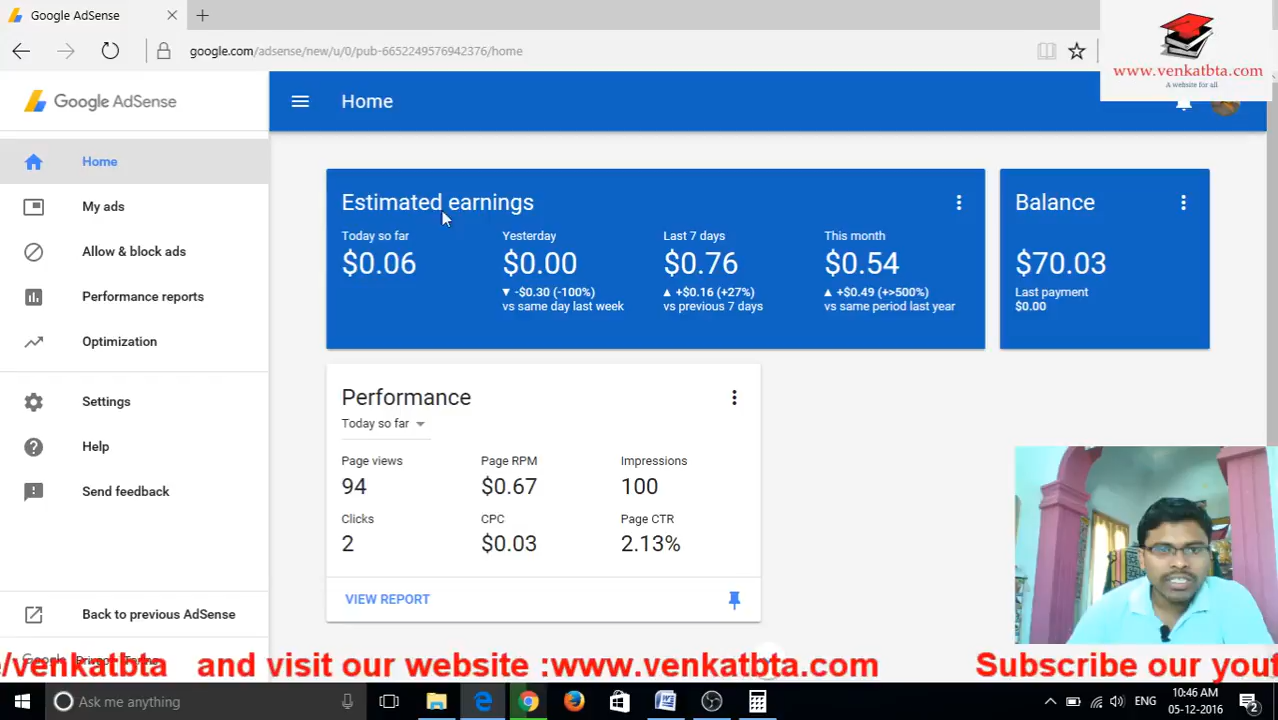 Google AdSense
google.com/adsense/new/u/0/pub-6652249576942376/home
www.venkatbta.com
A website for all
Google AdSense
Home
Home
My ads
Allow & block ads
Performance reports
Optimization
Settings
Help
Send feedback
Back to previous AdSense
Estimated earnings
Today so far
$0.06
Yesterday
$0.00
-$0.30 (-100%)
vs same day last week
Last 7 days
$0.76
+$0.16 (+27%)
vs previous 7 days
This month
$0.54
+$0.49 (+>500%)
vs same period last year
Balance
$70.03
Last payment
$0.00
Performance
Today so far
Page views
94
Page RPM
$0.67
Impressions
100
Clicks
2
CPC
$0.03
Page CTR
2.13%
VIEW REPORT
Google
e/venkatbta and visit our website :www.venkatbta.com Subscribe our yout
Ask me anything
ENG
10:46 AM
05-12-2016
2